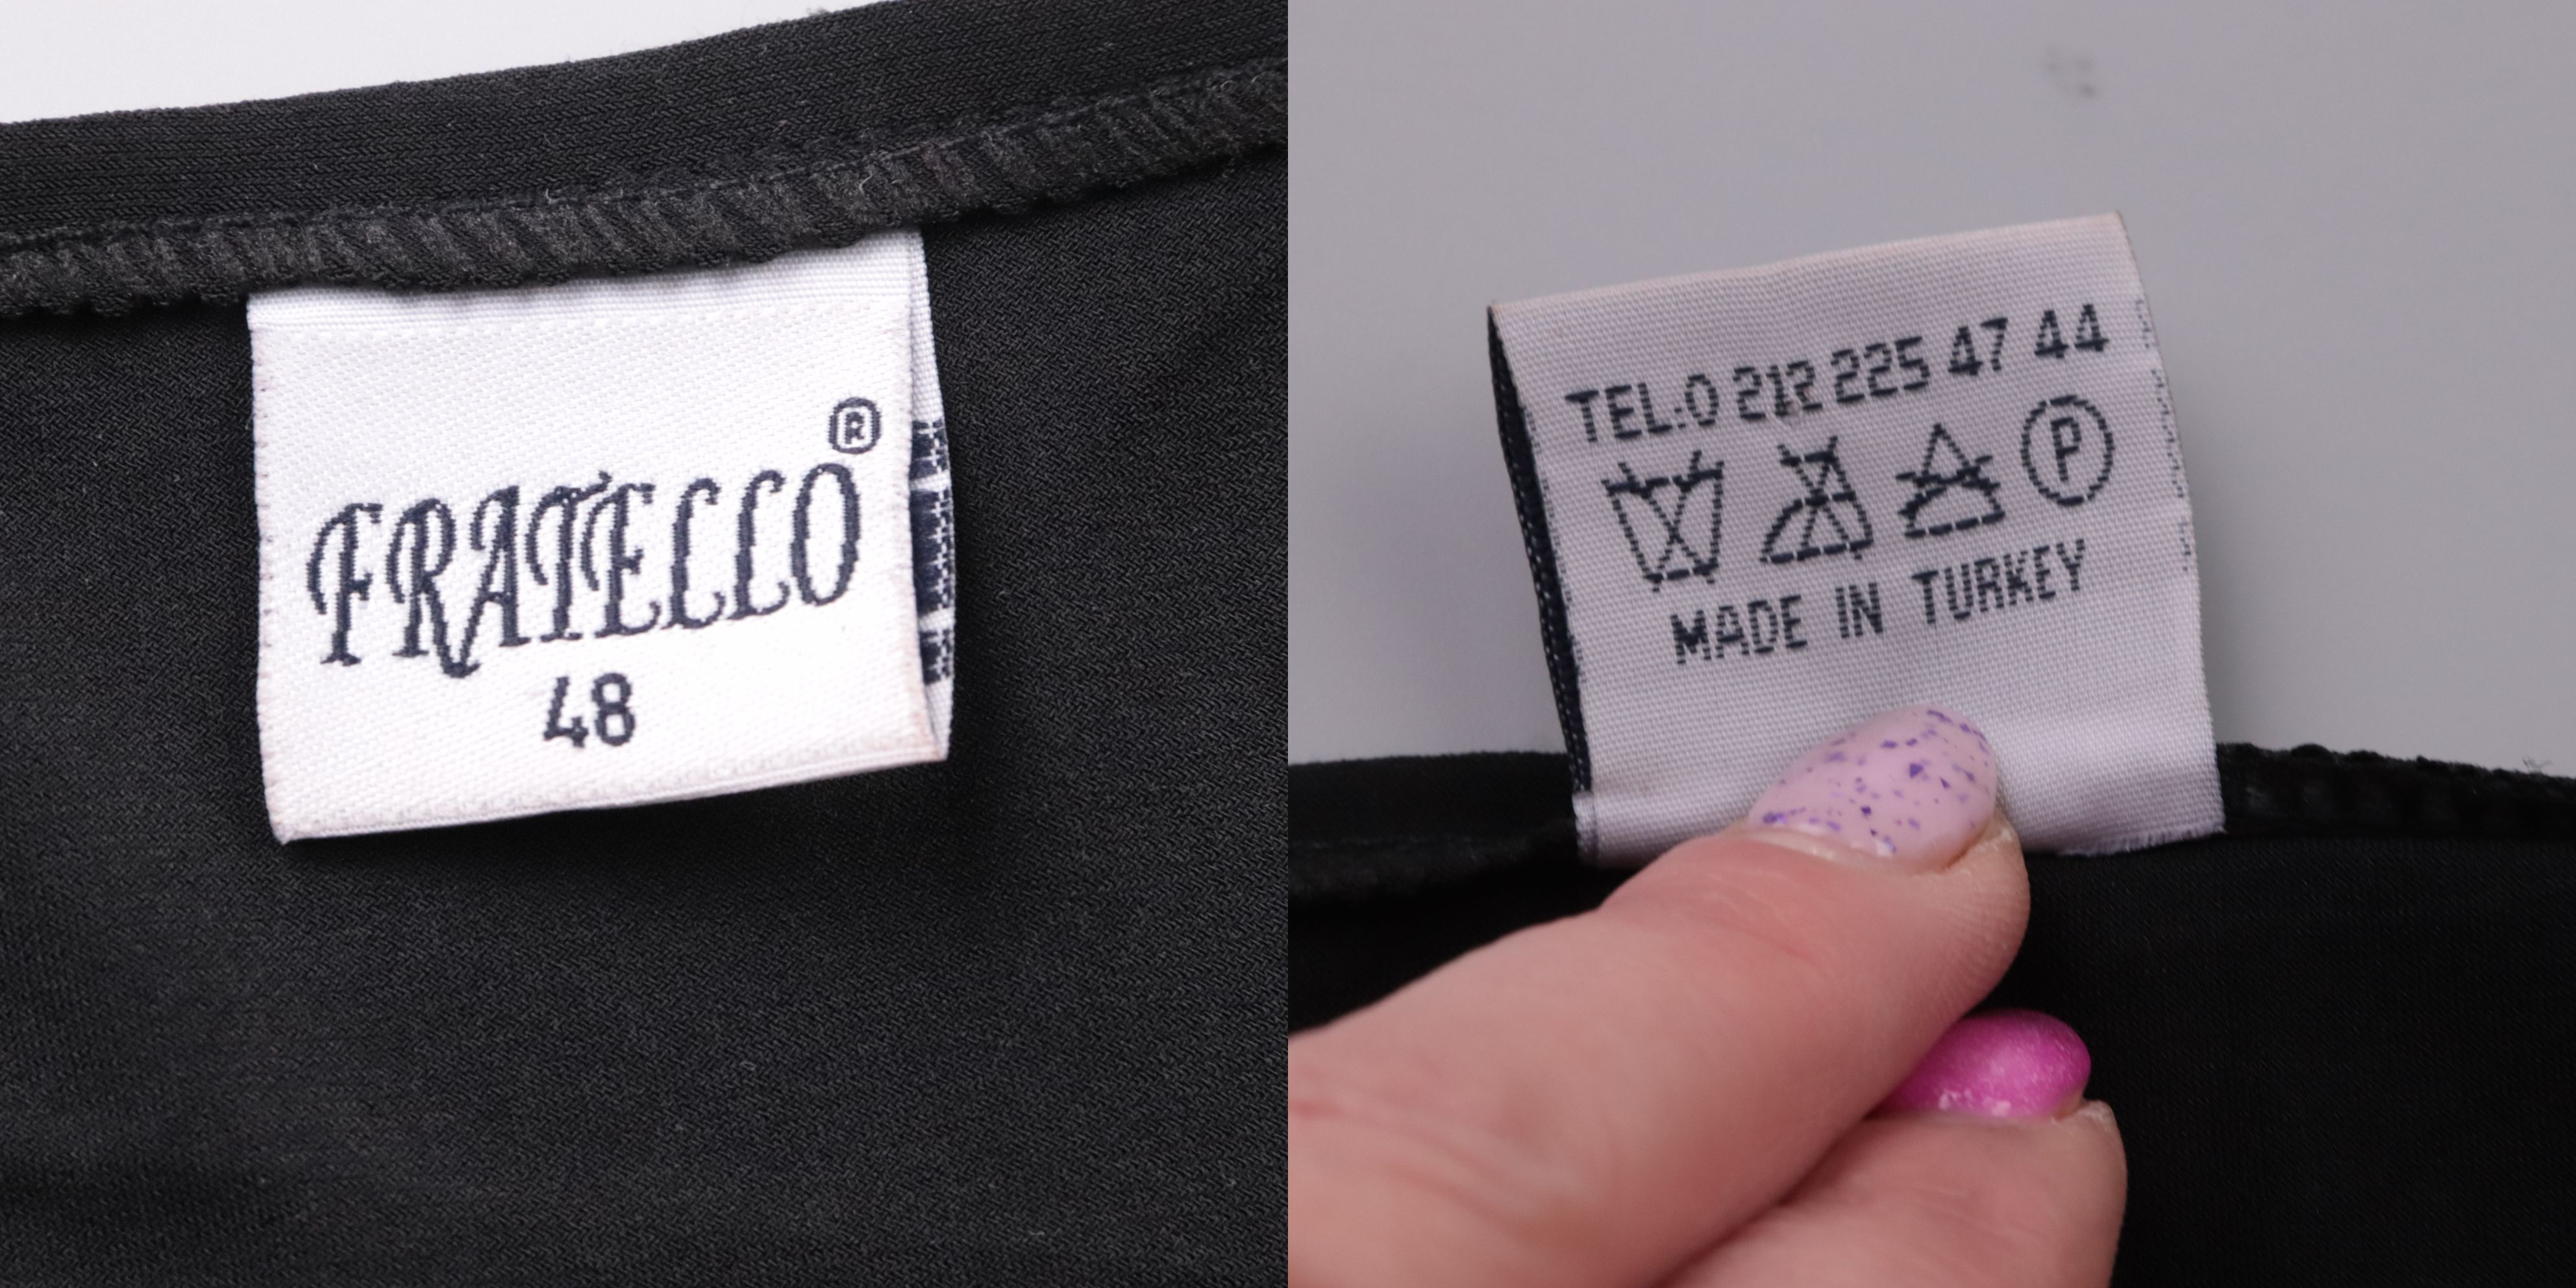 FRATELLO®
48
TEL:0 212 225 47 44
P
MADE IN TURKEY